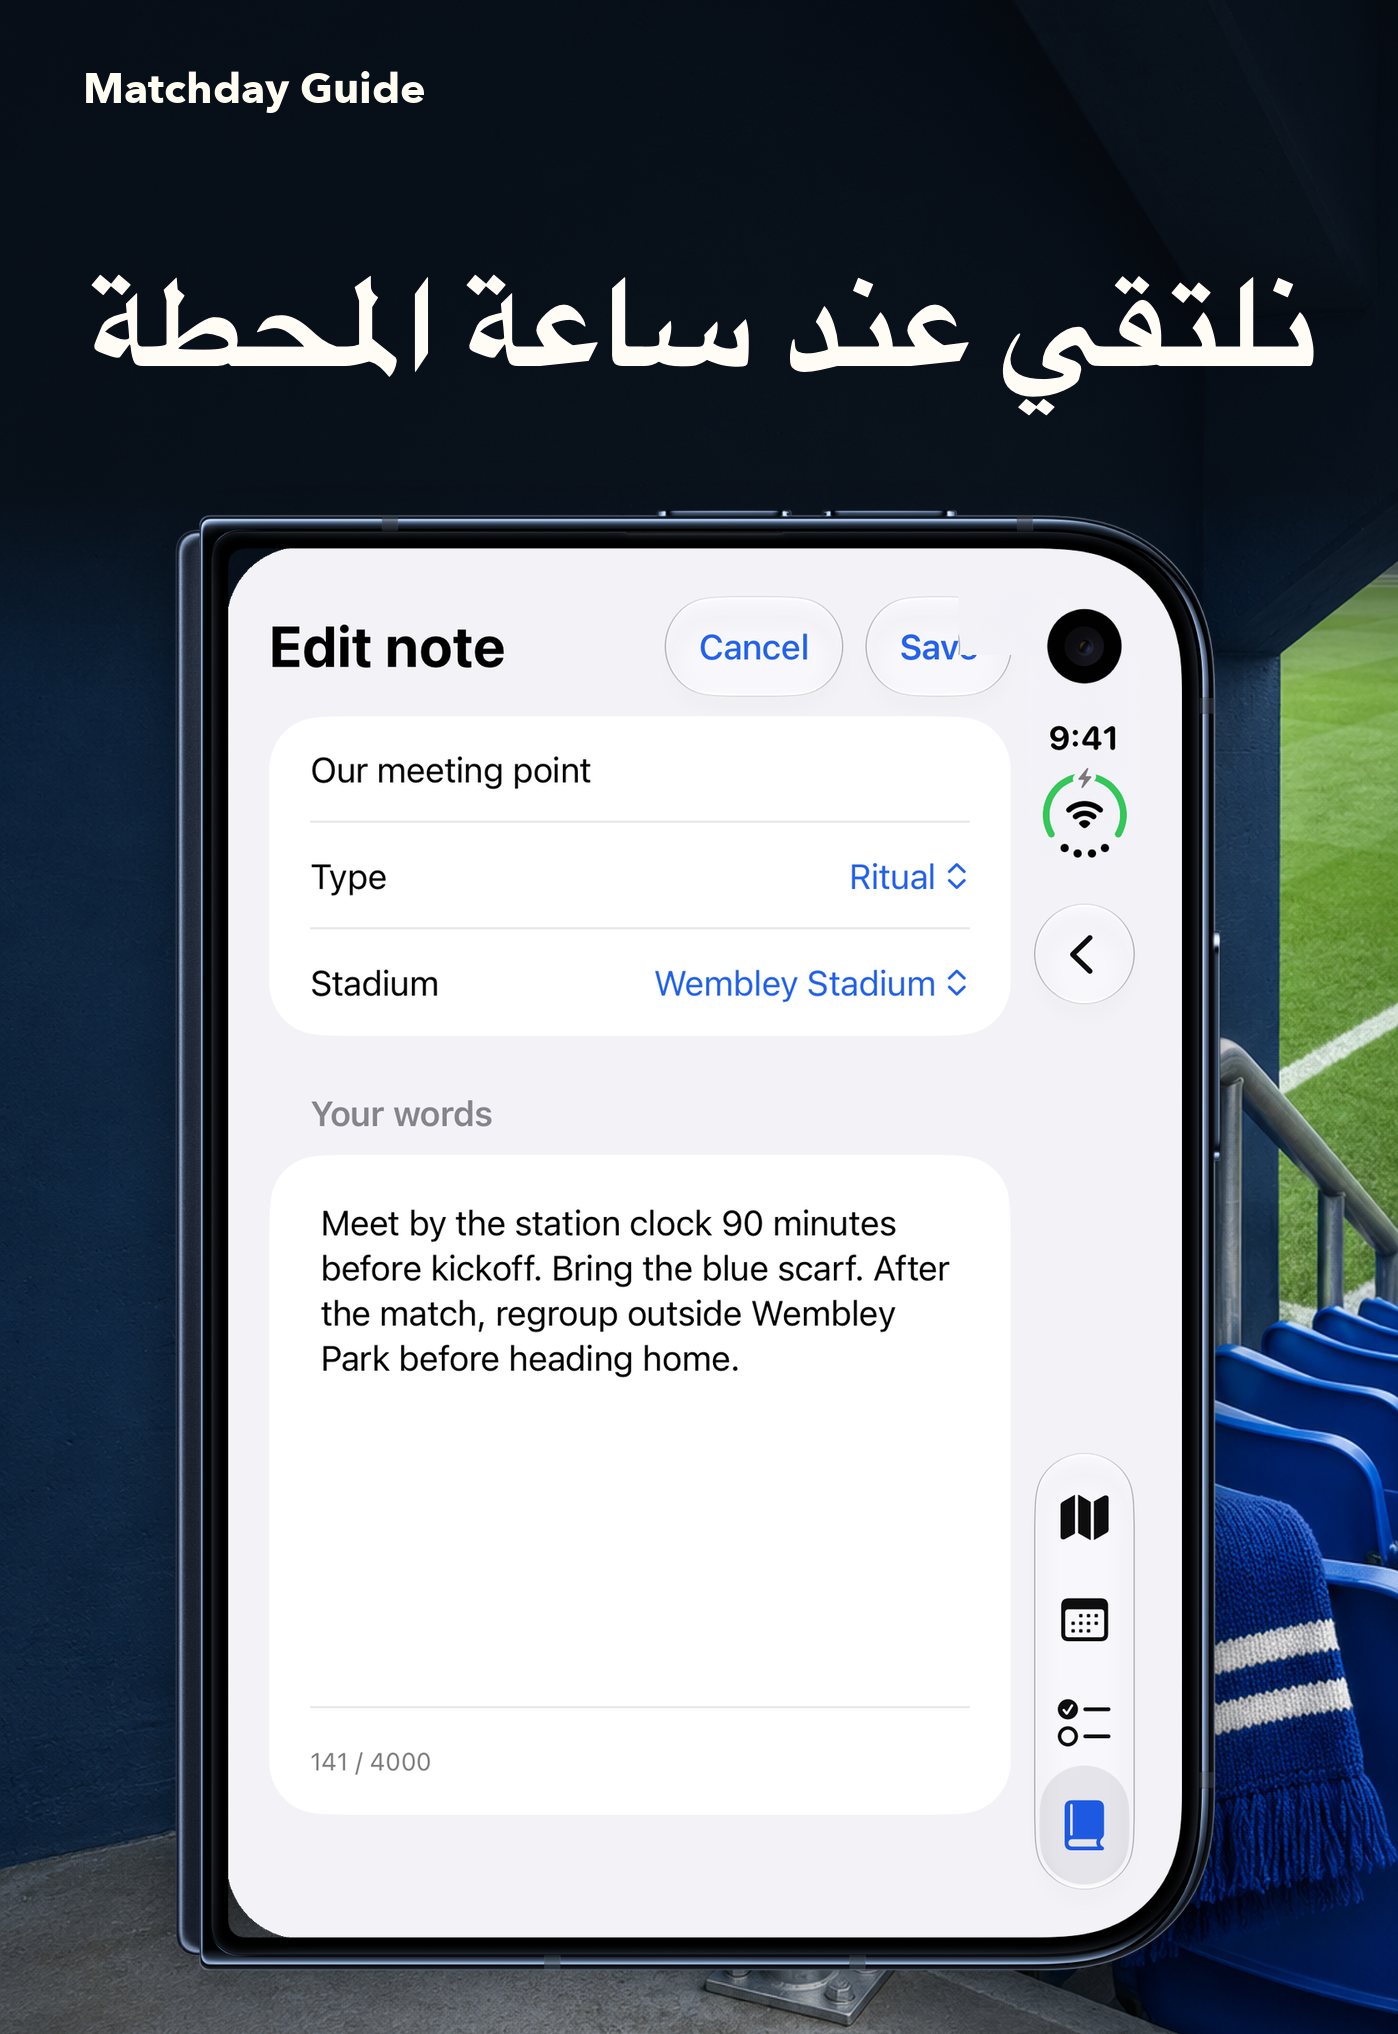 Matchday Guide
نلتقي عند ساعة المحطة
Edit note
Cancel
9:41
Our meeting point
Type
Ritual
Stadium
Wembley Stadium
Your words
Meet by the station clock 90 minutes
before kickoff. Bring the blue scarf. After
the match, regroup outside Wembley
Park before heading home.
141 / 4000